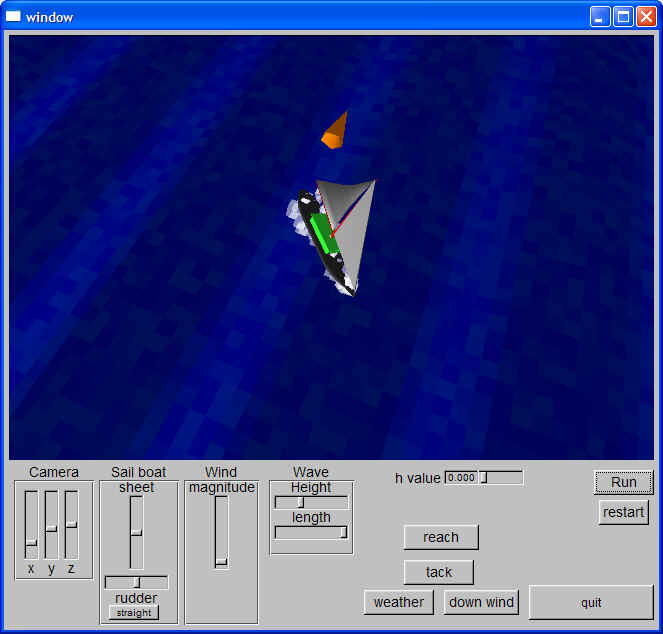 window
Camera
Sail boat
Wind
Wave
h value 0.000
Run
sheet
magnitude
Height
restart
length
reach
x y z
tack
rudder
straight
weather
down wind
quit